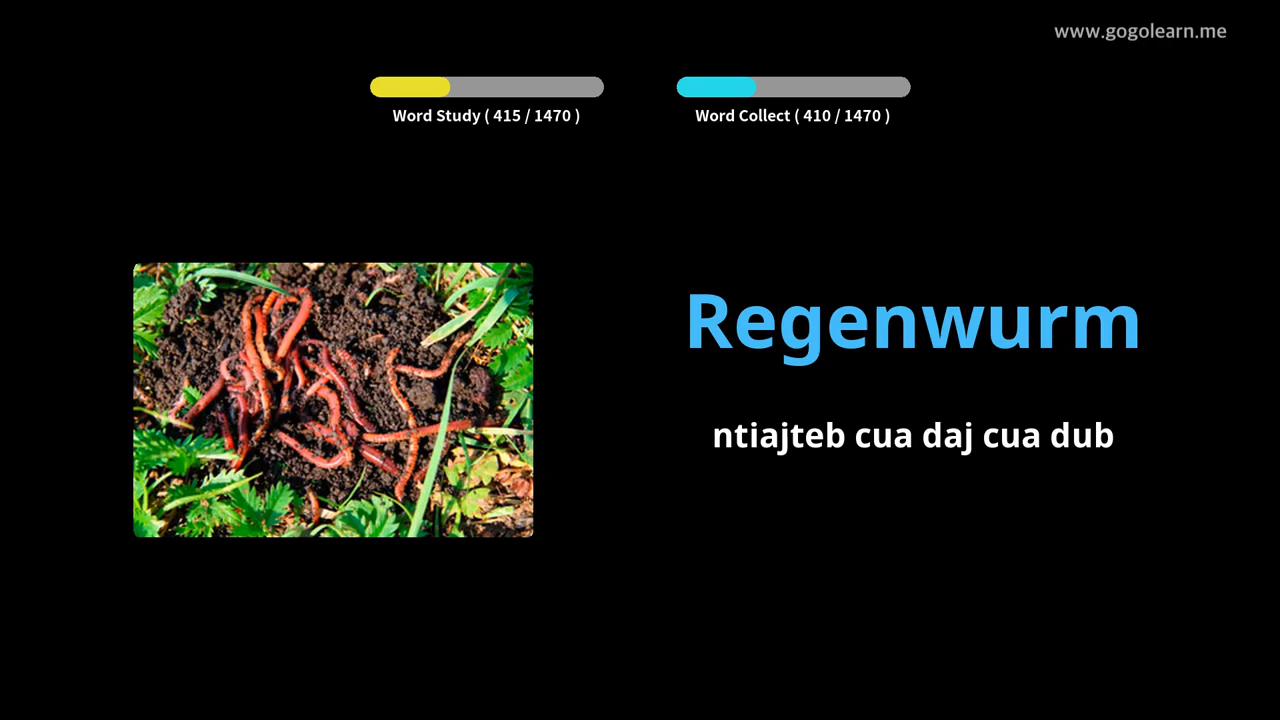 www.gogolearn.me
Word Study ( 415 / 1470 )
Word Collect ( 410 / 1470 )
Regenwurm
ntiajteb cua daj cua dub